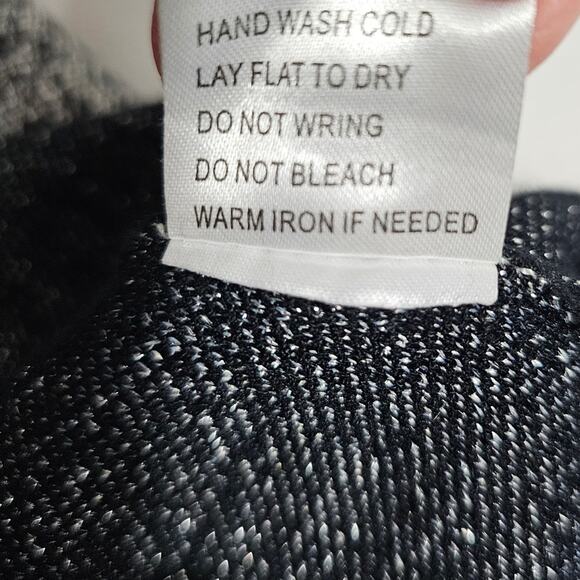 HAND WASH COLD
LAY FLAT TO DRY
DO NOT WRING
DO NOT BLEACH
WARM IRON IF NEEDED